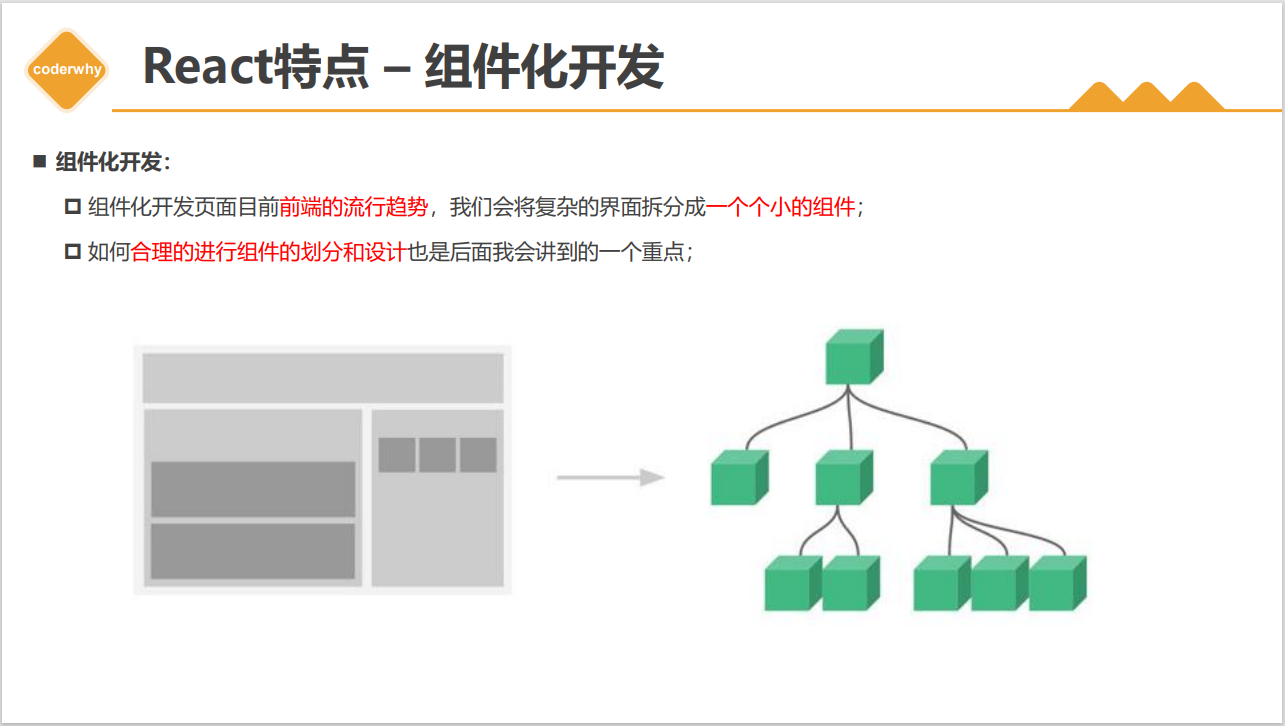 coderwhy
React特点 – 组件化开发
组件化开发：
组件化开发页面目前前端的流行趋势，我们会将复杂的界面拆分成一个个小的组件；
如何合理的进行组件的划分和设计也是后面我会讲到的一个重点；